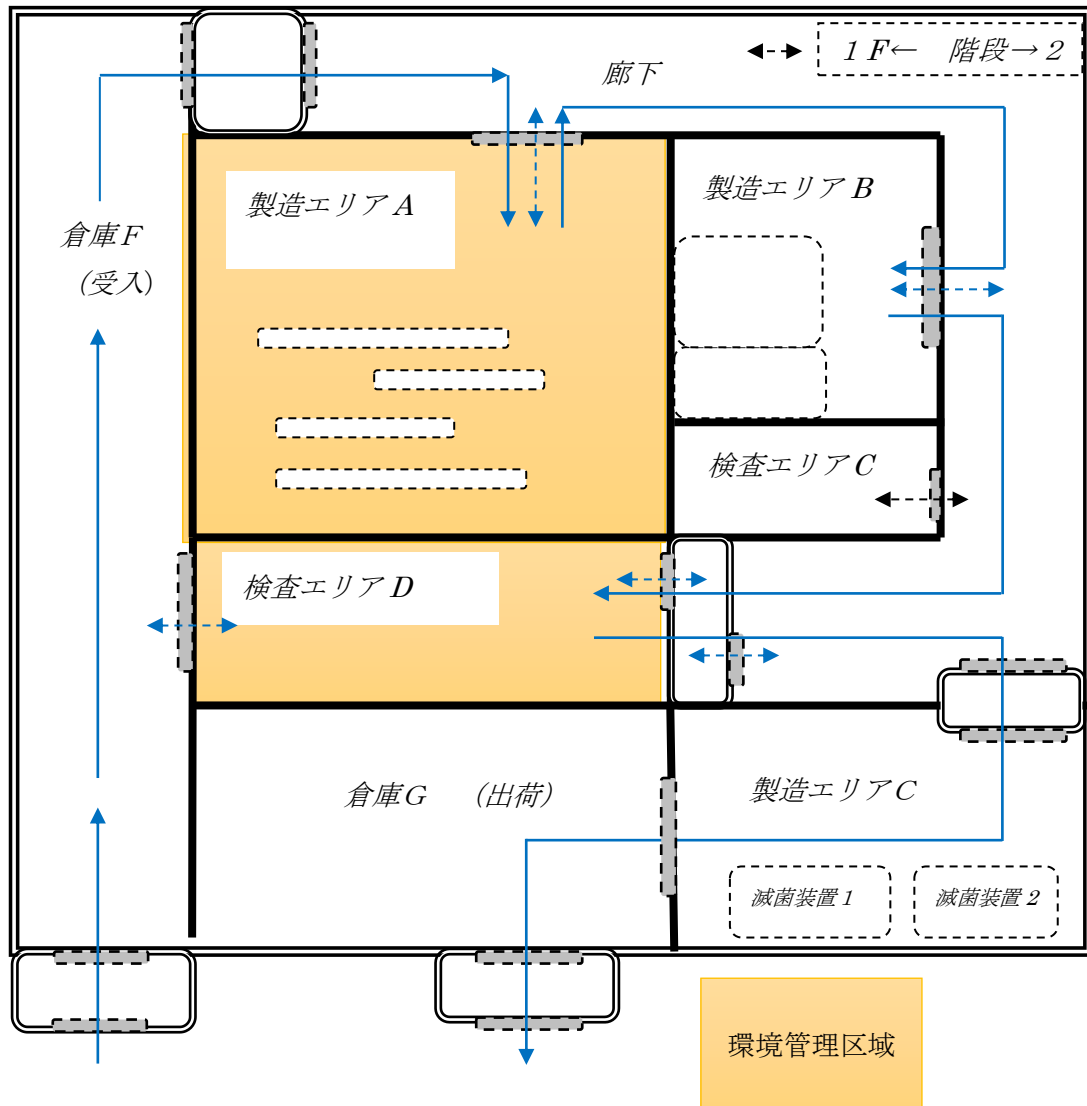 1F← 階段→2
廊下
製造エリアA
製造エリアB
倉庫F
(受入)
検査エリアC
検査エリアD
倉庫G (出荷)
製造エリアC
滅菌装置1
滅菌装置2
環境管理区域